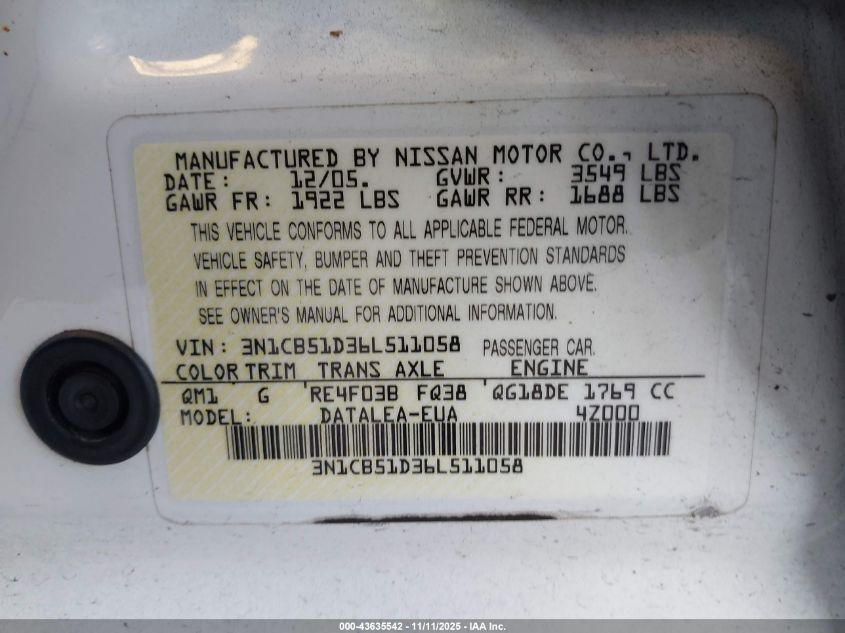 MANUFACTURED BY NISSAN MOTOR CO., LTD.
DATE: 12/05. GVWR: 3549 LBS
GAWR FR: 1922 LBS GAWR RR: 1688 LBS
THIS VEHICLE CONFORMS TO ALL APPLICABLE FEDERAL MOTOR.
VEHICLE SAFETY, BUMPER AND THEFT PREVENTION STANDARDS
IN EFFECT ON THE DATE OF MANUFACTURE SHOWN ABOVE.
SEE OWNER'S MANUAL FOR ADDITIONAL INFORMATION.
VIN: 3N1CB51D36L511058 PASSENGER CAR.
COLOR TRIM TRANS AXLE ENGINE
QM1 G RE4F03B FQ38 QG18DE 1769 CC
MODEL: DATALEA-EUA 4Z000
3N1CB51D36L511058
000-43635542 - 11/11/2025 - IAA Inc.